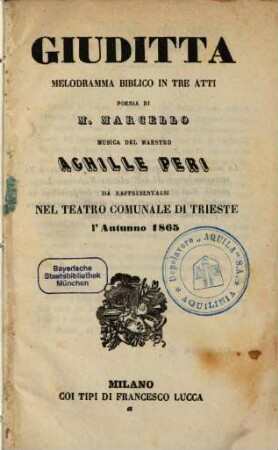 GIUDITTA
MELODRAMMA BIBLICO IN TRE ATTI
POESIA DI
M. MARCELLO
MUSICA DEL MAESTRO
ACHILLE PERI
DA RAPPRESENTARSI
NEL TEATRO COMUNALE DI TRIESTE
l'Autunno 1865
Bayerische
Staatsbibliothek
München
Dopolavoro „AQUILA" S.A.
AQUILINIA
MILANO
COI TIPI DI FRANCESCO LUCCA